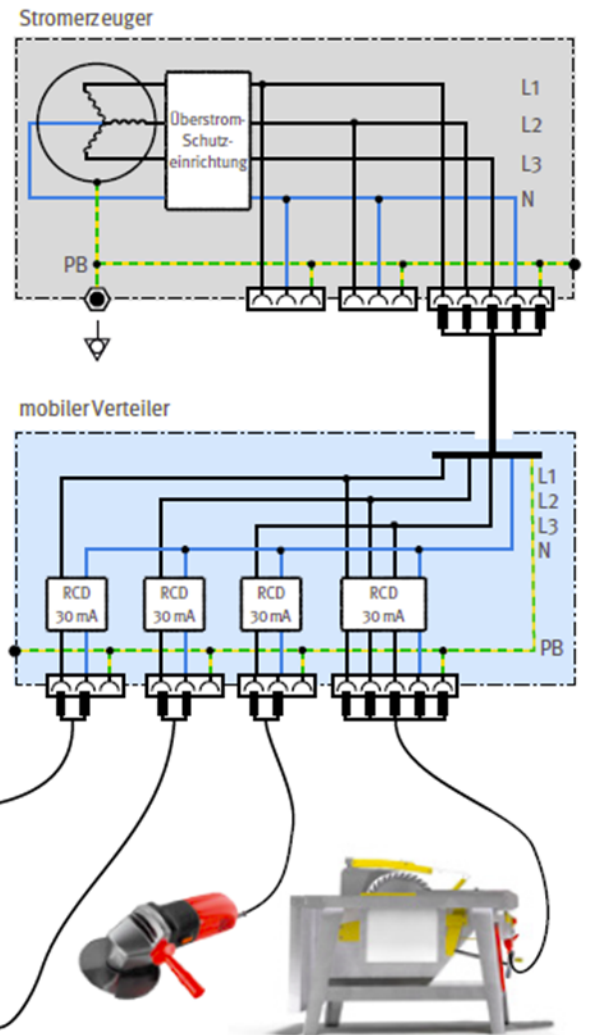 Stromerzeuger
L1
Überstrom-
Schutz-
einrichtung
L2
L3
N
PB
mobiler Verteiler
L1
L2
L3
N
RCD
30 mA
RCD
30 mA
RCD
30 mA
RCD
30 mA
PB